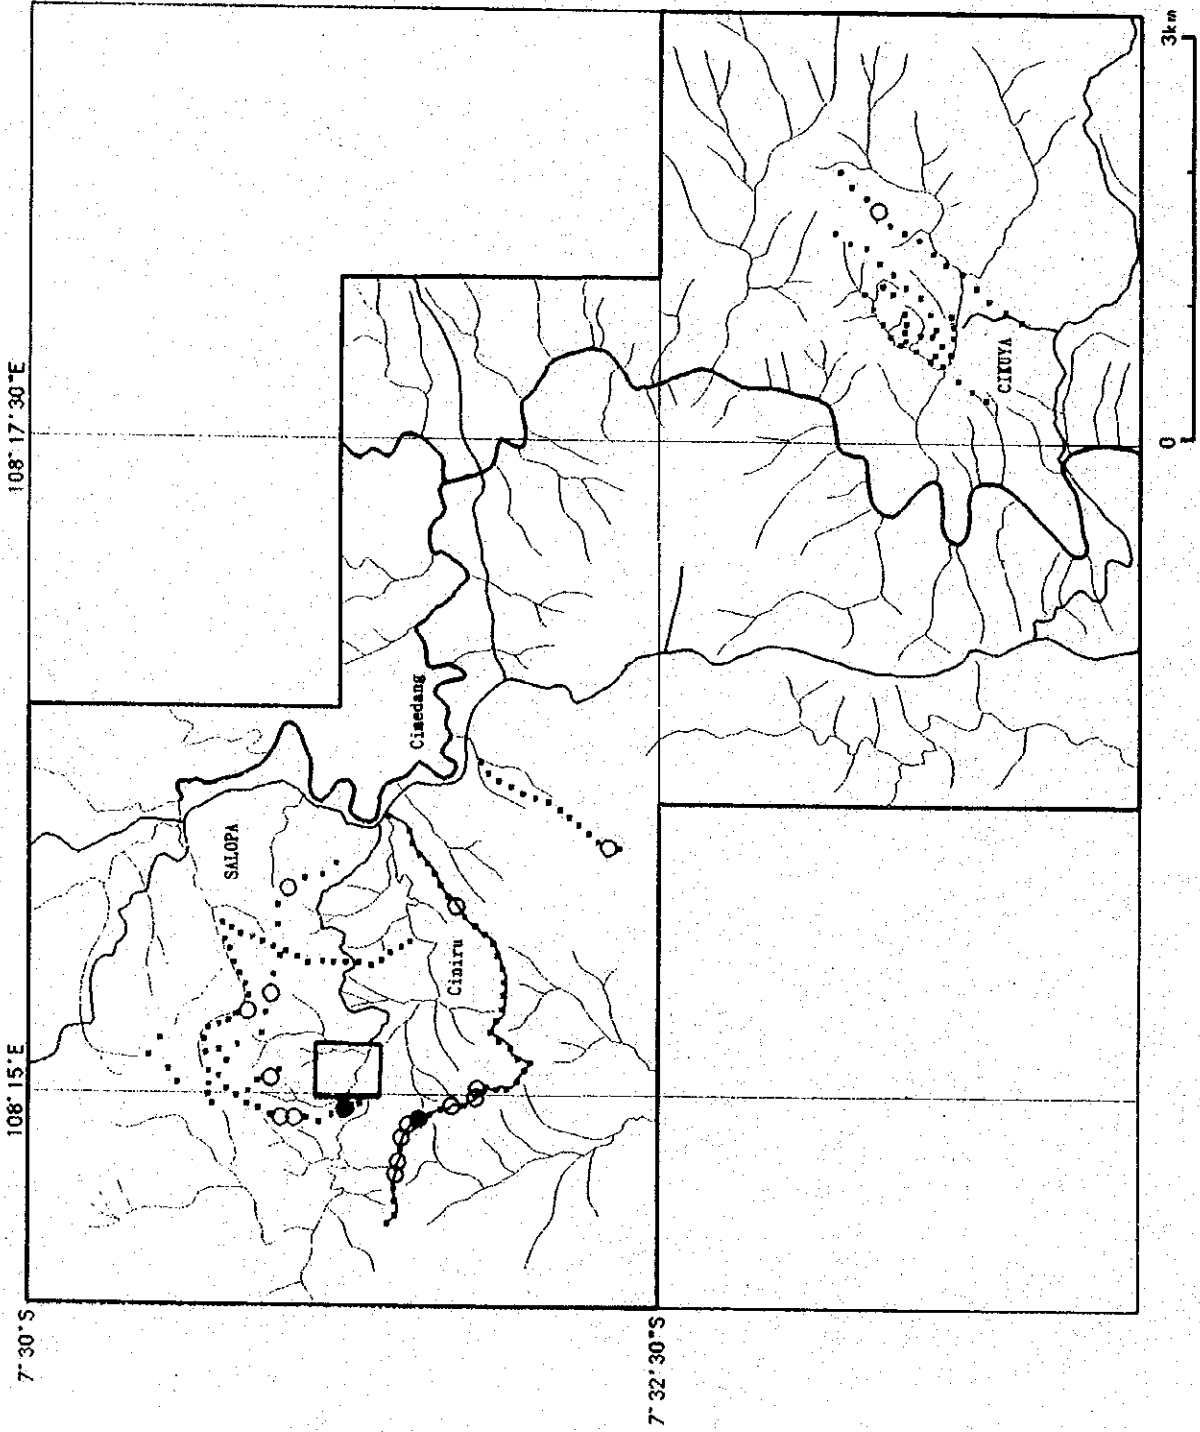 108° 15' E
108° 17' 30" E
7° 30' S
SALOPA
Cimedang
Ciniru
7° 32' 30" S
CIKUYA
0
3km